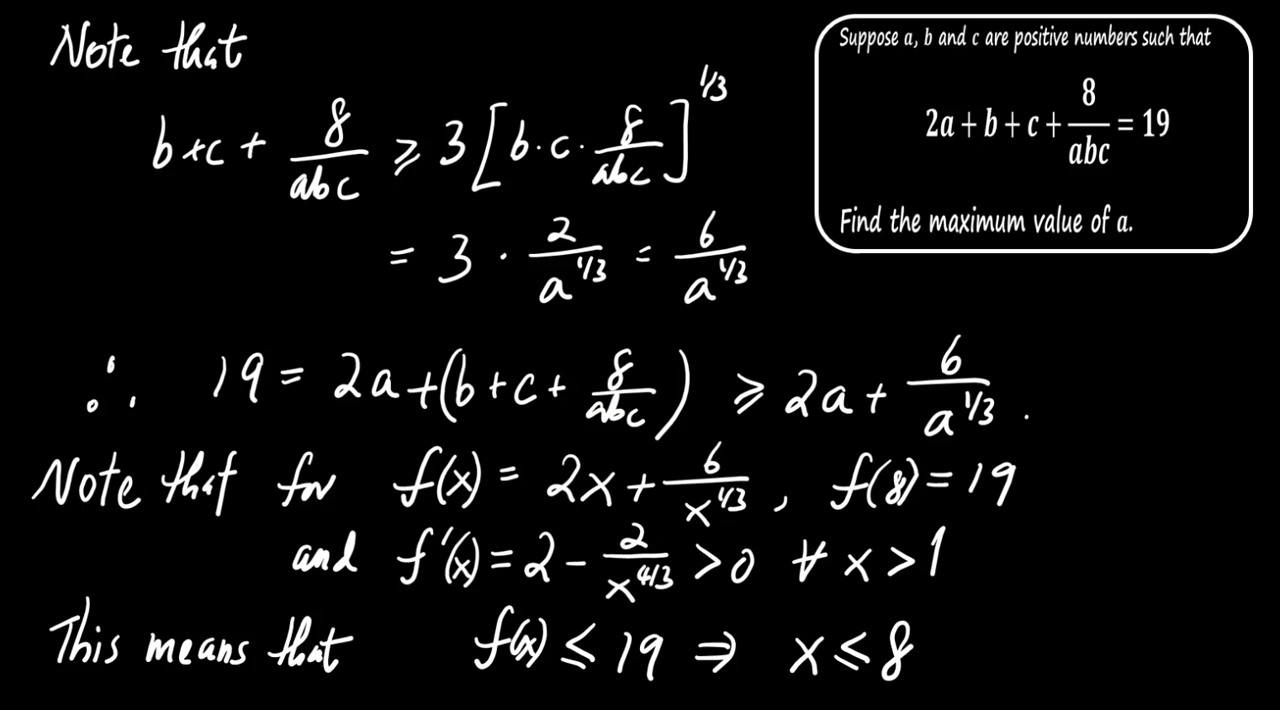 Note that
b + c + 8/abc ⩾ 3 [b · c · 8/abc]^1/3
= 3 · 2/a^1/3 = 6/a^1/3
∴ 19 = 2a + (b + c + 8/abc) ⩾ 2a + 6/a^1/3 .
Note that for f(x) = 2x + 6/x^1/3 , f(8) = 19
and f'(x) = 2 − 2/x^4/3 > 0 ∀ x > 1
This means that f(x) ⩽ 19 ⇒ x ⩽ 8
Suppose a, b and c are positive numbers such that
2a + b + c + 8/abc = 19
Find the maximum value of a.